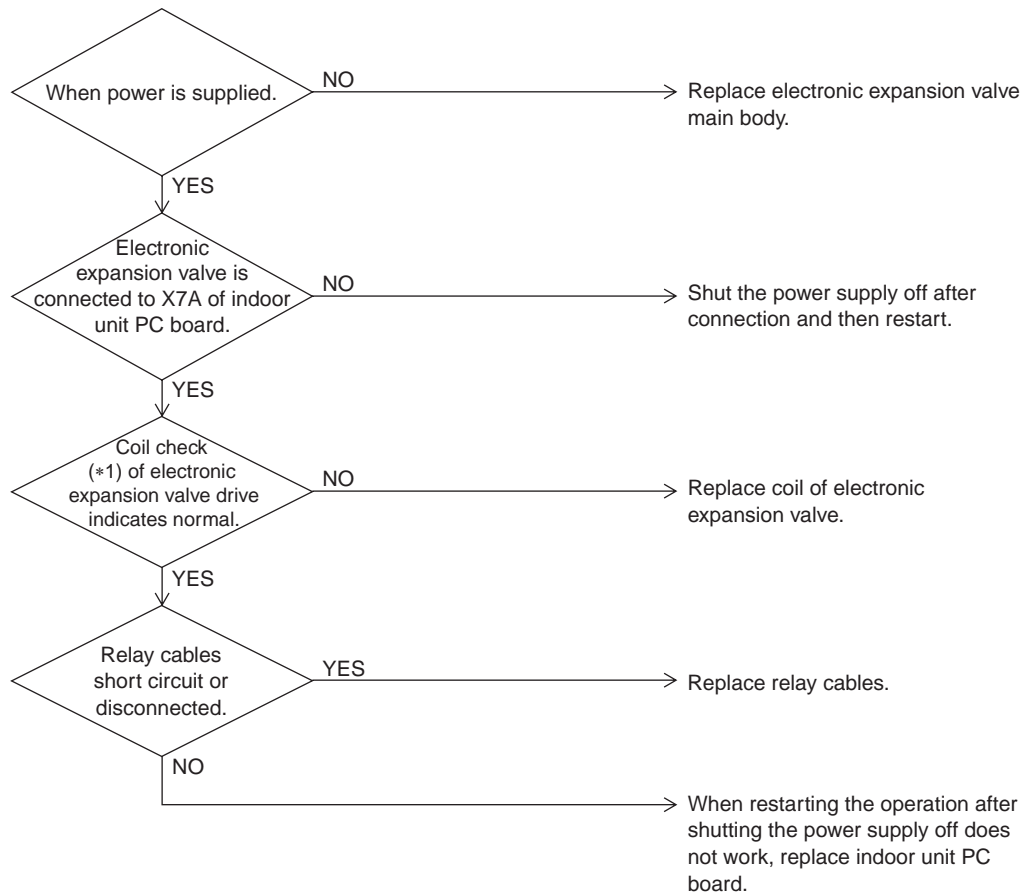 When power is supplied.
NO
Replace electronic expansion valve
main body.
YES
Electronic
expansion valve is
connected to X7A of indoor
unit PC board.
NO
Shut the power supply off after
connection and then restart.
YES
Coil check
(*1) of electronic
expansion valve drive
indicates normal.
NO
Replace coil of electronic
expansion valve.
YES
Relay cables
short circuit or
disconnected.
YES
Replace relay cables.
NO
When restarting the operation after
shutting the power supply off does
not work, replace indoor unit PC
board.